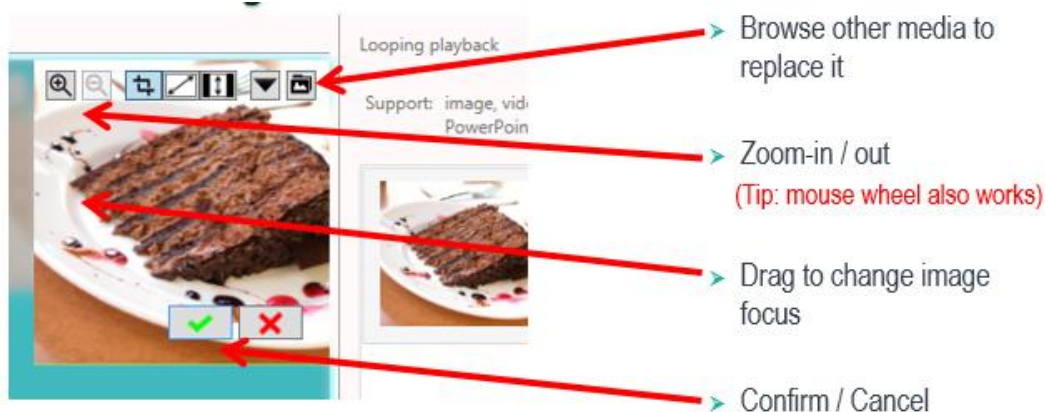 Looping playback
Support: image, vid
PowerPoin
Browse other media to
replace it
Zoom-in / out
(Tip: mouse wheel also works)
Drag to change image
focus
Confirm / Cancel